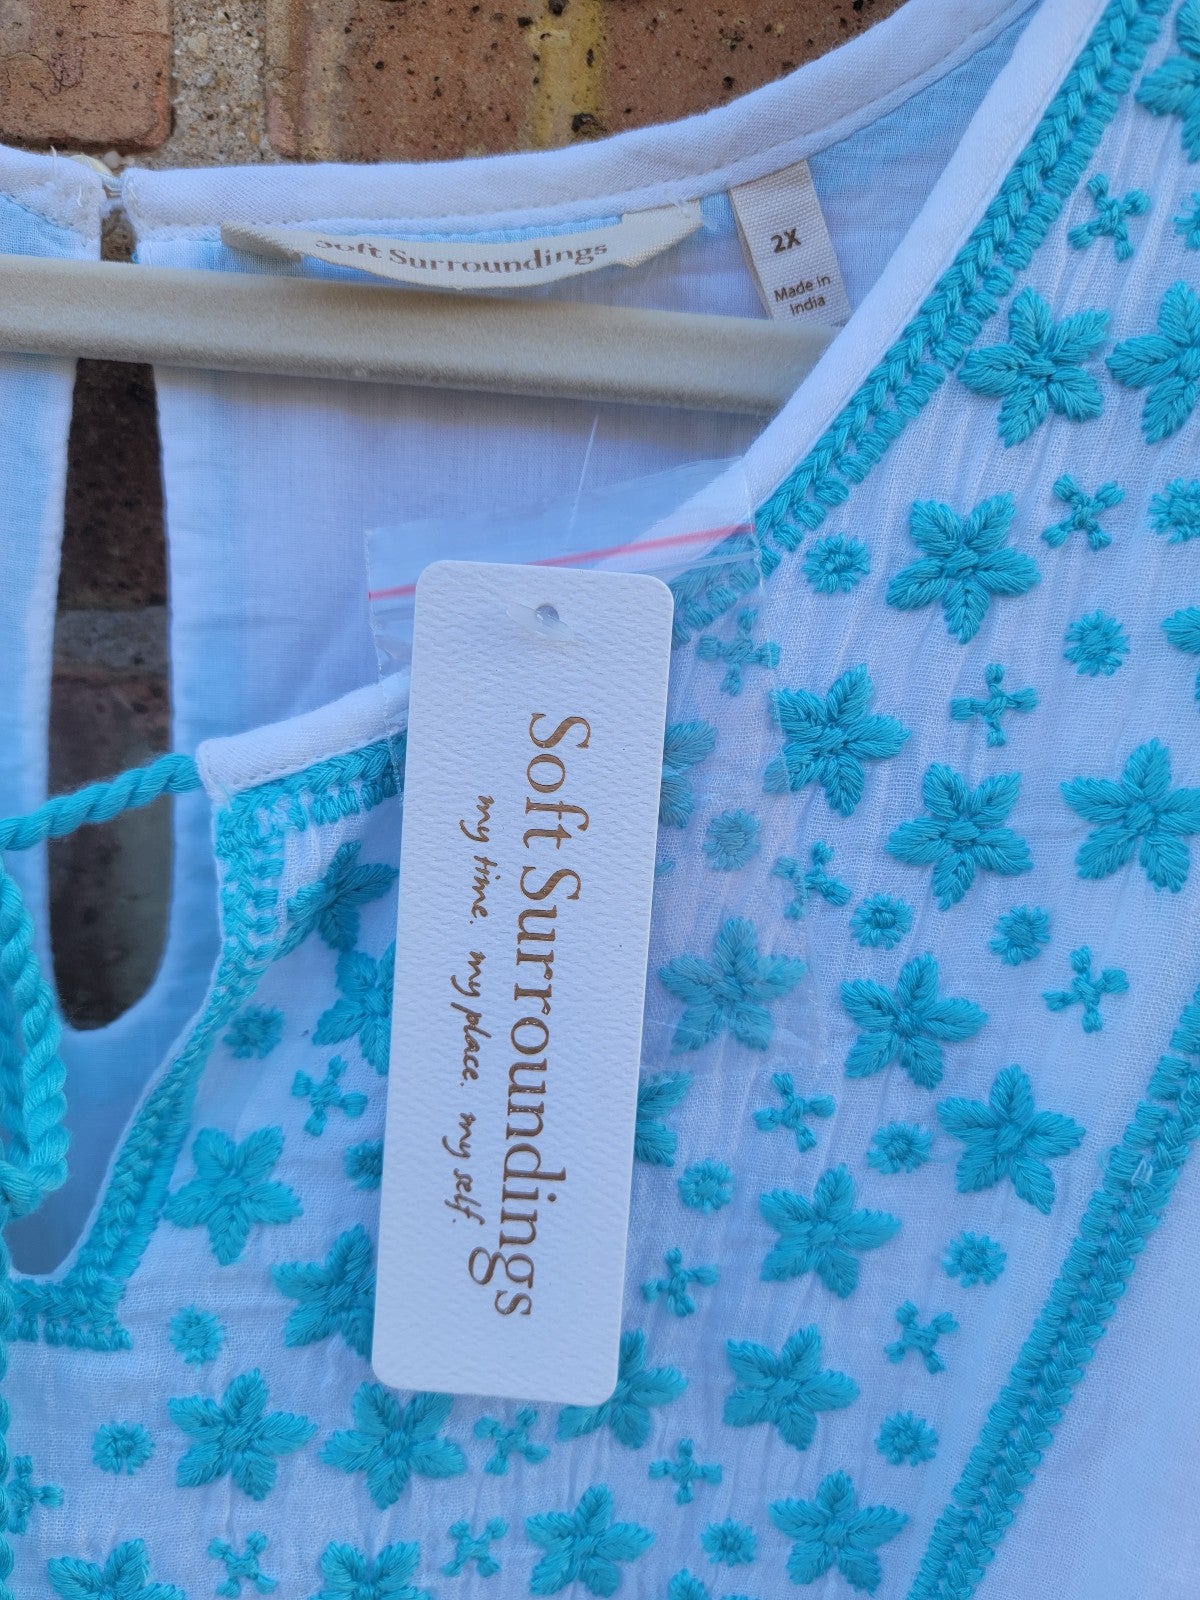 Soft Surroundings
2X
Made in
India
Soft Surroundings
my time. my place. my self.